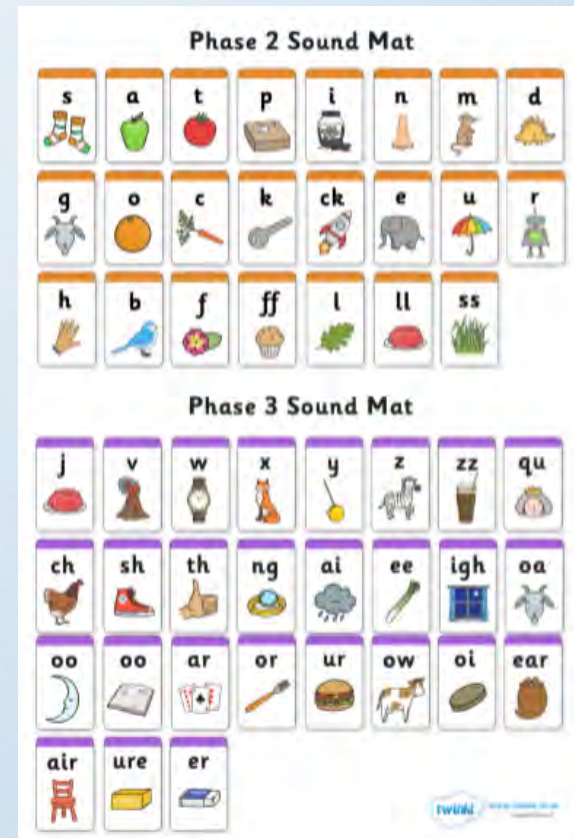 Phase 2 Sound Mat
s a t p i n m d
g o c k ck e u r
h b f ff l ll ss
Phase 3 Sound Mat
j v w x y z zz qu
ch sh th ng ai ee igh oa
oo oo ar or ur ow oi ear
air ure er
twinkl